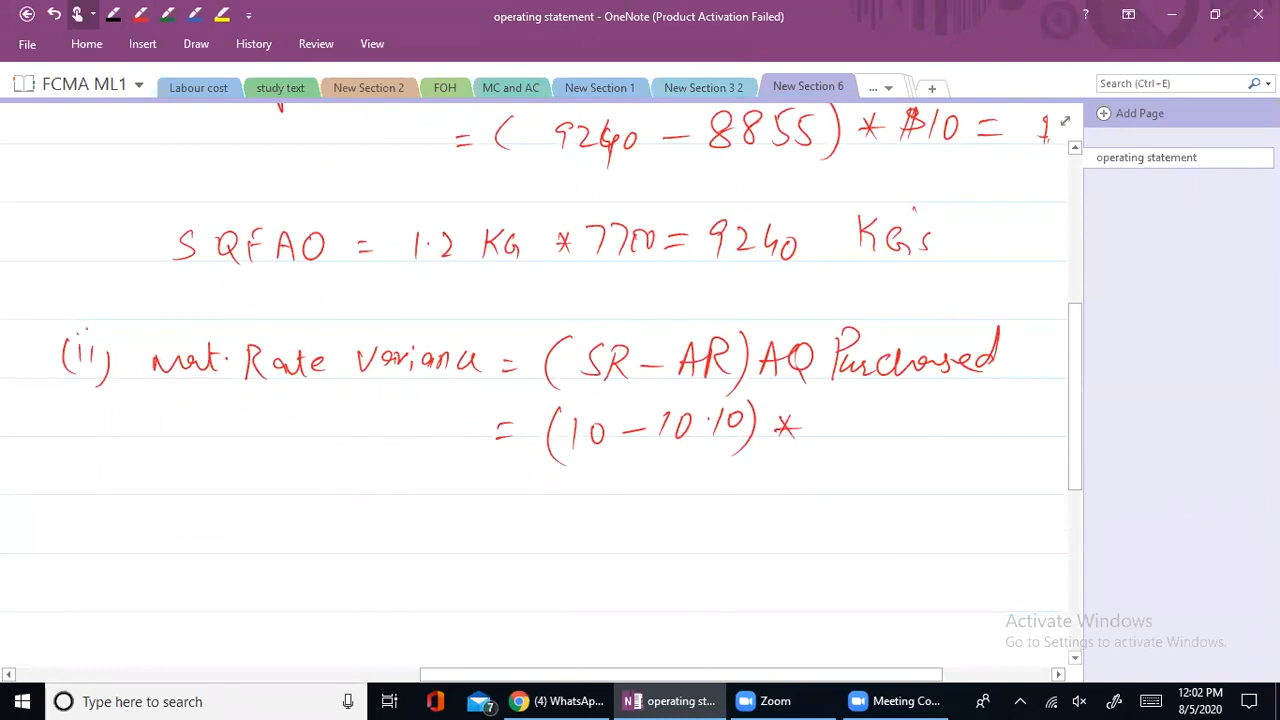 operating statement - OneNote (Product Activation Failed)
File Home Insert Draw History Review View
FCMA ML1 Labour cost study text New Section 2 FOH MC and AC New Section 1 New Section 3 2 New Section 6 ... Search (Ctrl+E)
Add Page
operating statement
= ( 9240 - 8855) * $10 =
SQFAO = 1.2 KG * 7700 = 9240 KG's
(ii) Mat. Rate Variance = (SR - AR) AQ Purchased
= (10 - 10.10) *
Activate Windows
Go to Settings to activate Windows.
Type here to search 7 (4) WhatsApp... operating sta... Zoom Meeting Co... 12:02 PM
8/5/2020